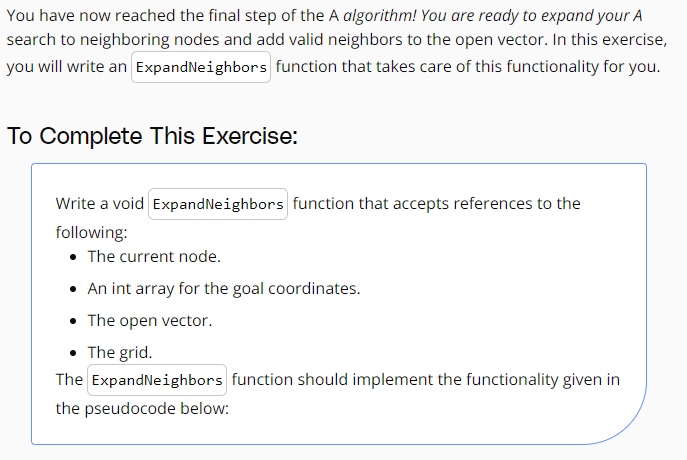 You have now reached the final step of the A algorithm! You are ready to expand your A
search to neighboring nodes and add valid neighbors to the open vector. In this exercise,
you will write an ExpandNeighbors function that takes care of this functionality for you.
To Complete This Exercise:
Write a void ExpandNeighbors function that accepts references to the
following:
• The current node.
• An int array for the goal coordinates.
• The open vector.
• The grid.
The ExpandNeighbors function should implement the functionality given in
the pseudocode below: